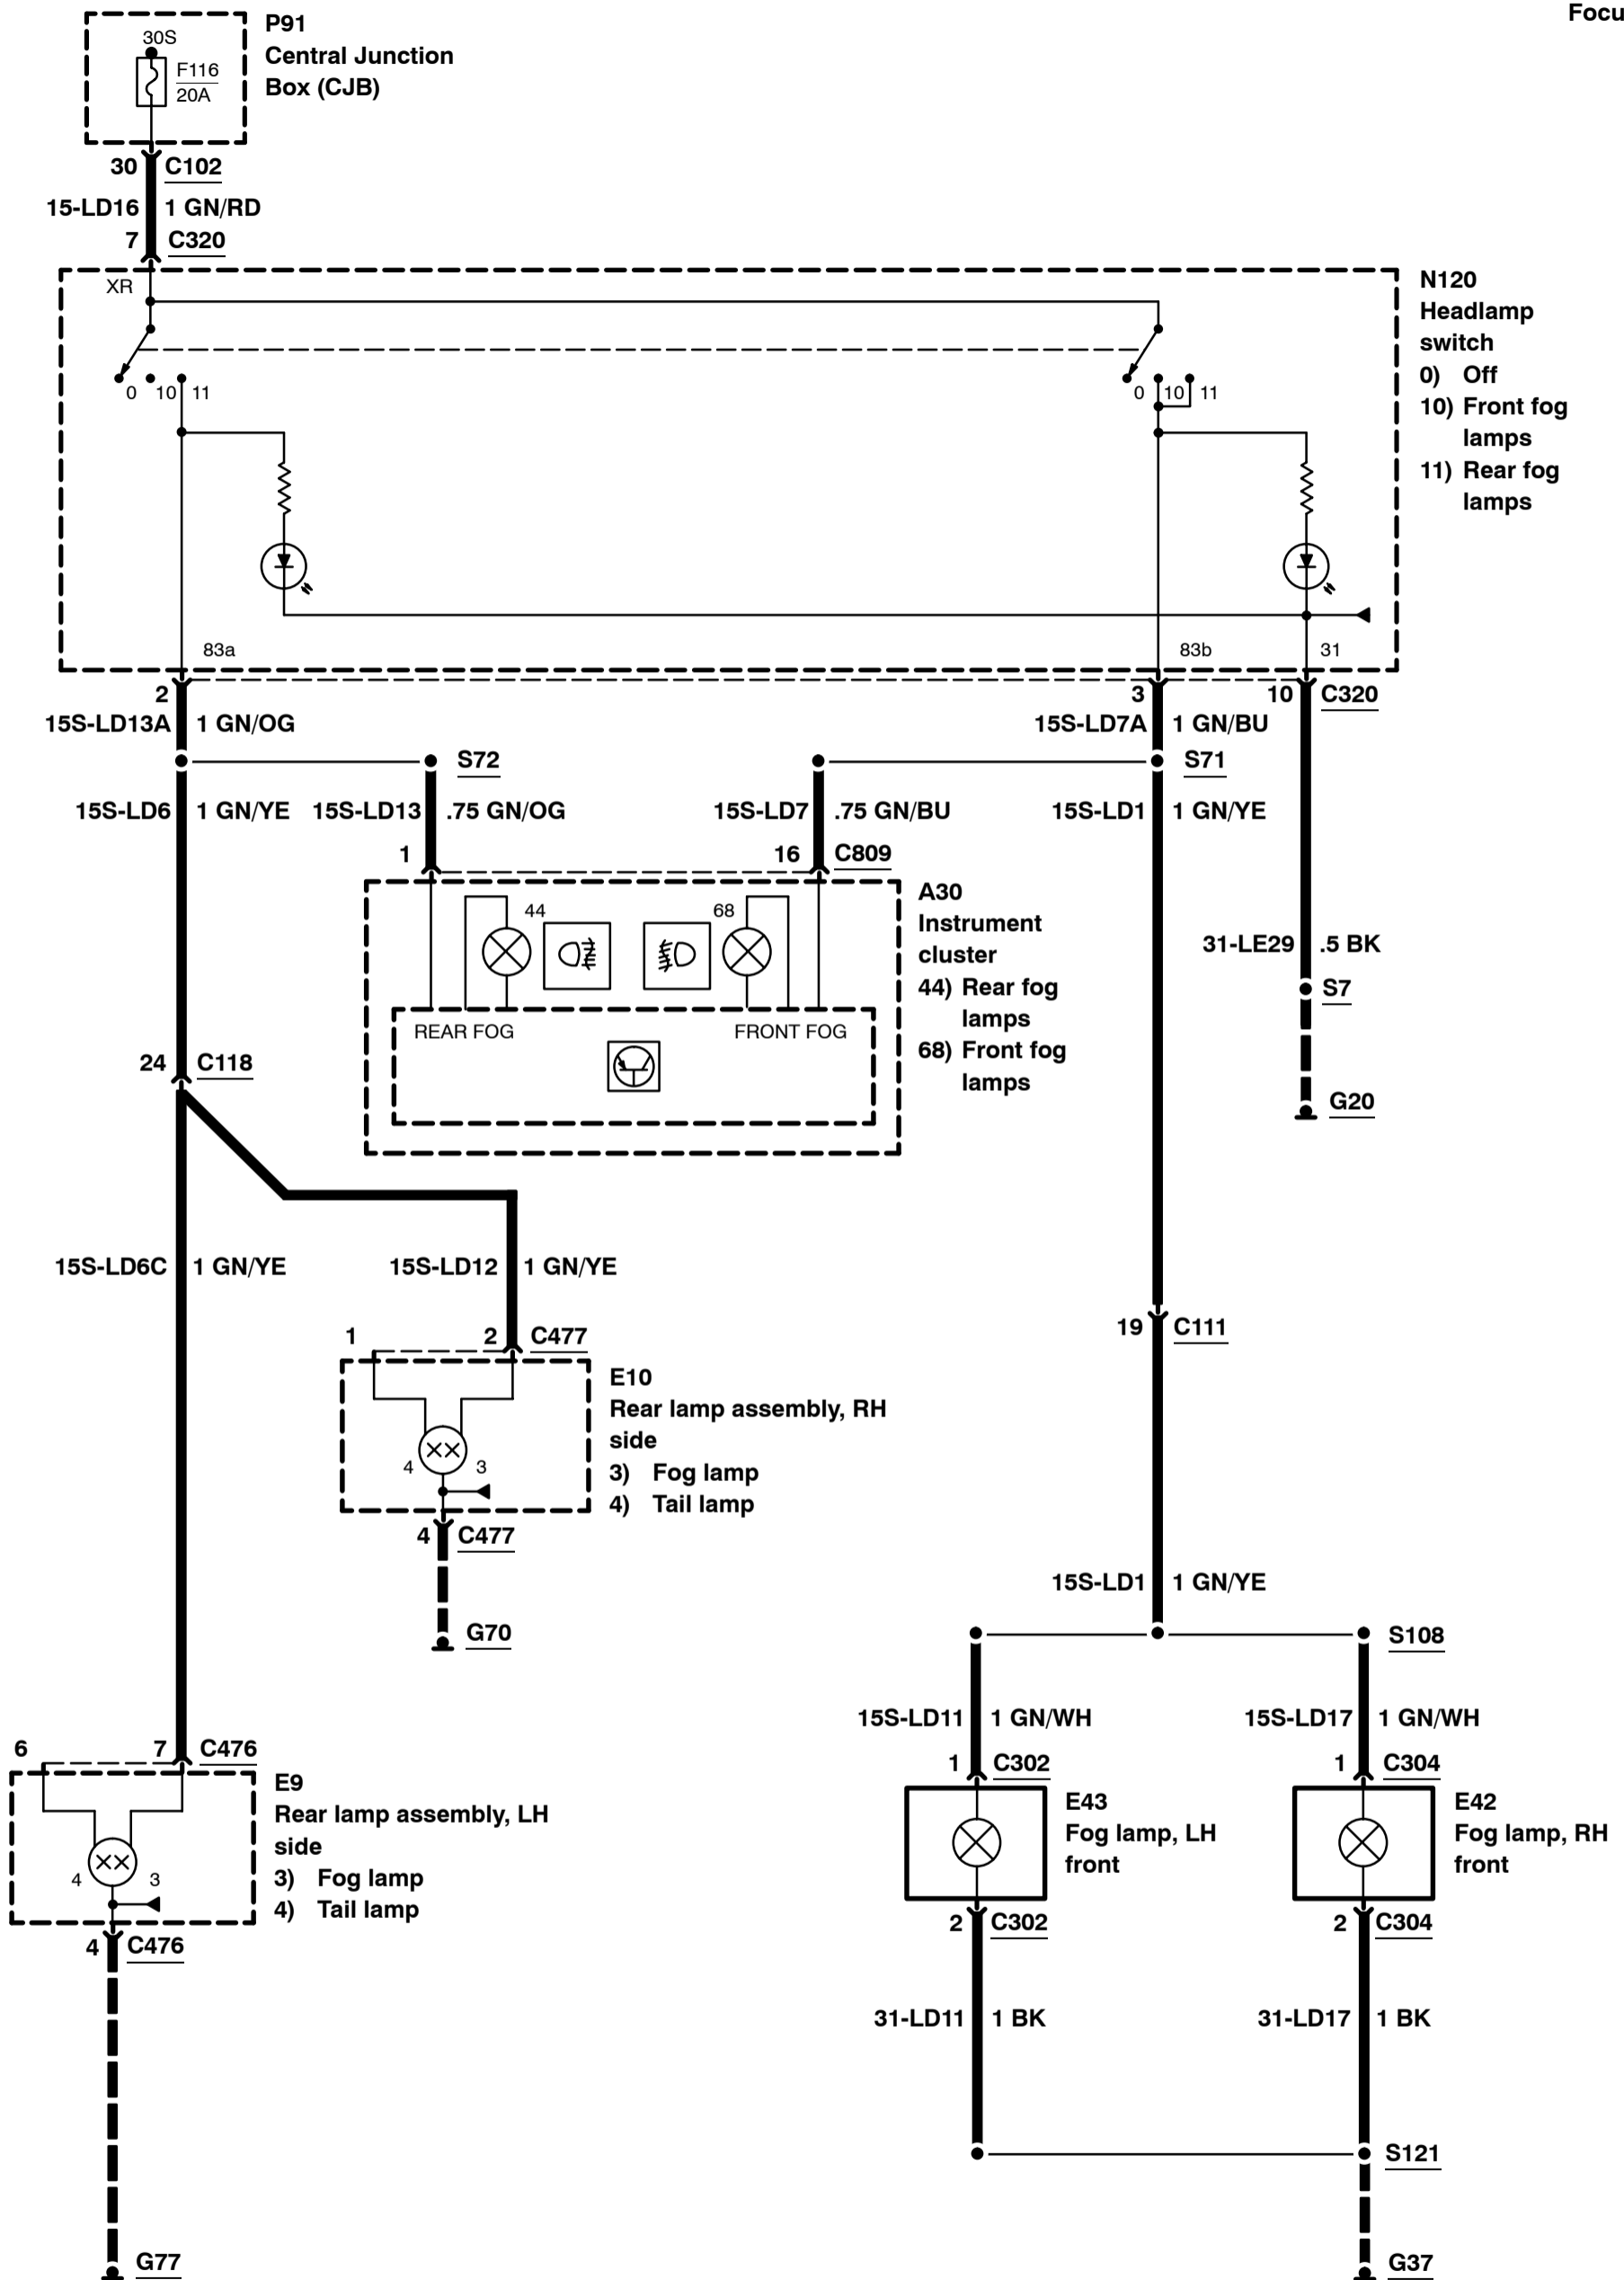 Focu
P91
Central Junction
Box (CJB)
30S
F116
20A
30 C102
15-LD16 1 GN/RD
7 C320
XR
0 10 11
0 10 11
N120
Headlamp
switch
0) Off
10) Front fog
lamps
11) Rear fog
lamps
83a
83b
31
2
3
10 C320
15S-LD13A 1 GN/OG
15S-LD7A 1 GN/BU
S72
S71
15S-LD6 1 GN/YE
15S-LD13 .75 GN/OG
15S-LD7 .75 GN/BU
15S-LD1 1 GN/YE
1
16 C809
44
68
REAR FOG
FRONT FOG
A30
Instrument
cluster
44) Rear fog
lamps
68) Front fog
lamps
31-LE29 .5 BK
S7
G20
24 C118
15S-LD6C 1 GN/YE
15S-LD12 1 GN/YE
1
2 C477
4 3
E10
Rear lamp assembly, RH
side
3) Fog lamp
4) Tail lamp
4 C477
G70
19 C111
15S-LD1 1 GN/YE
S108
15S-LD11 1 GN/WH
15S-LD17 1 GN/WH
1 C302
1 C304
E43
Fog lamp, LH
front
E42
Fog lamp, RH
front
2 C302
2 C304
31-LD11 1 BK
31-LD17 1 BK
S121
G37
6
7 C476
4 3
E9
Rear lamp assembly, LH
side
3) Fog lamp
4) Tail lamp
4 C476
G77